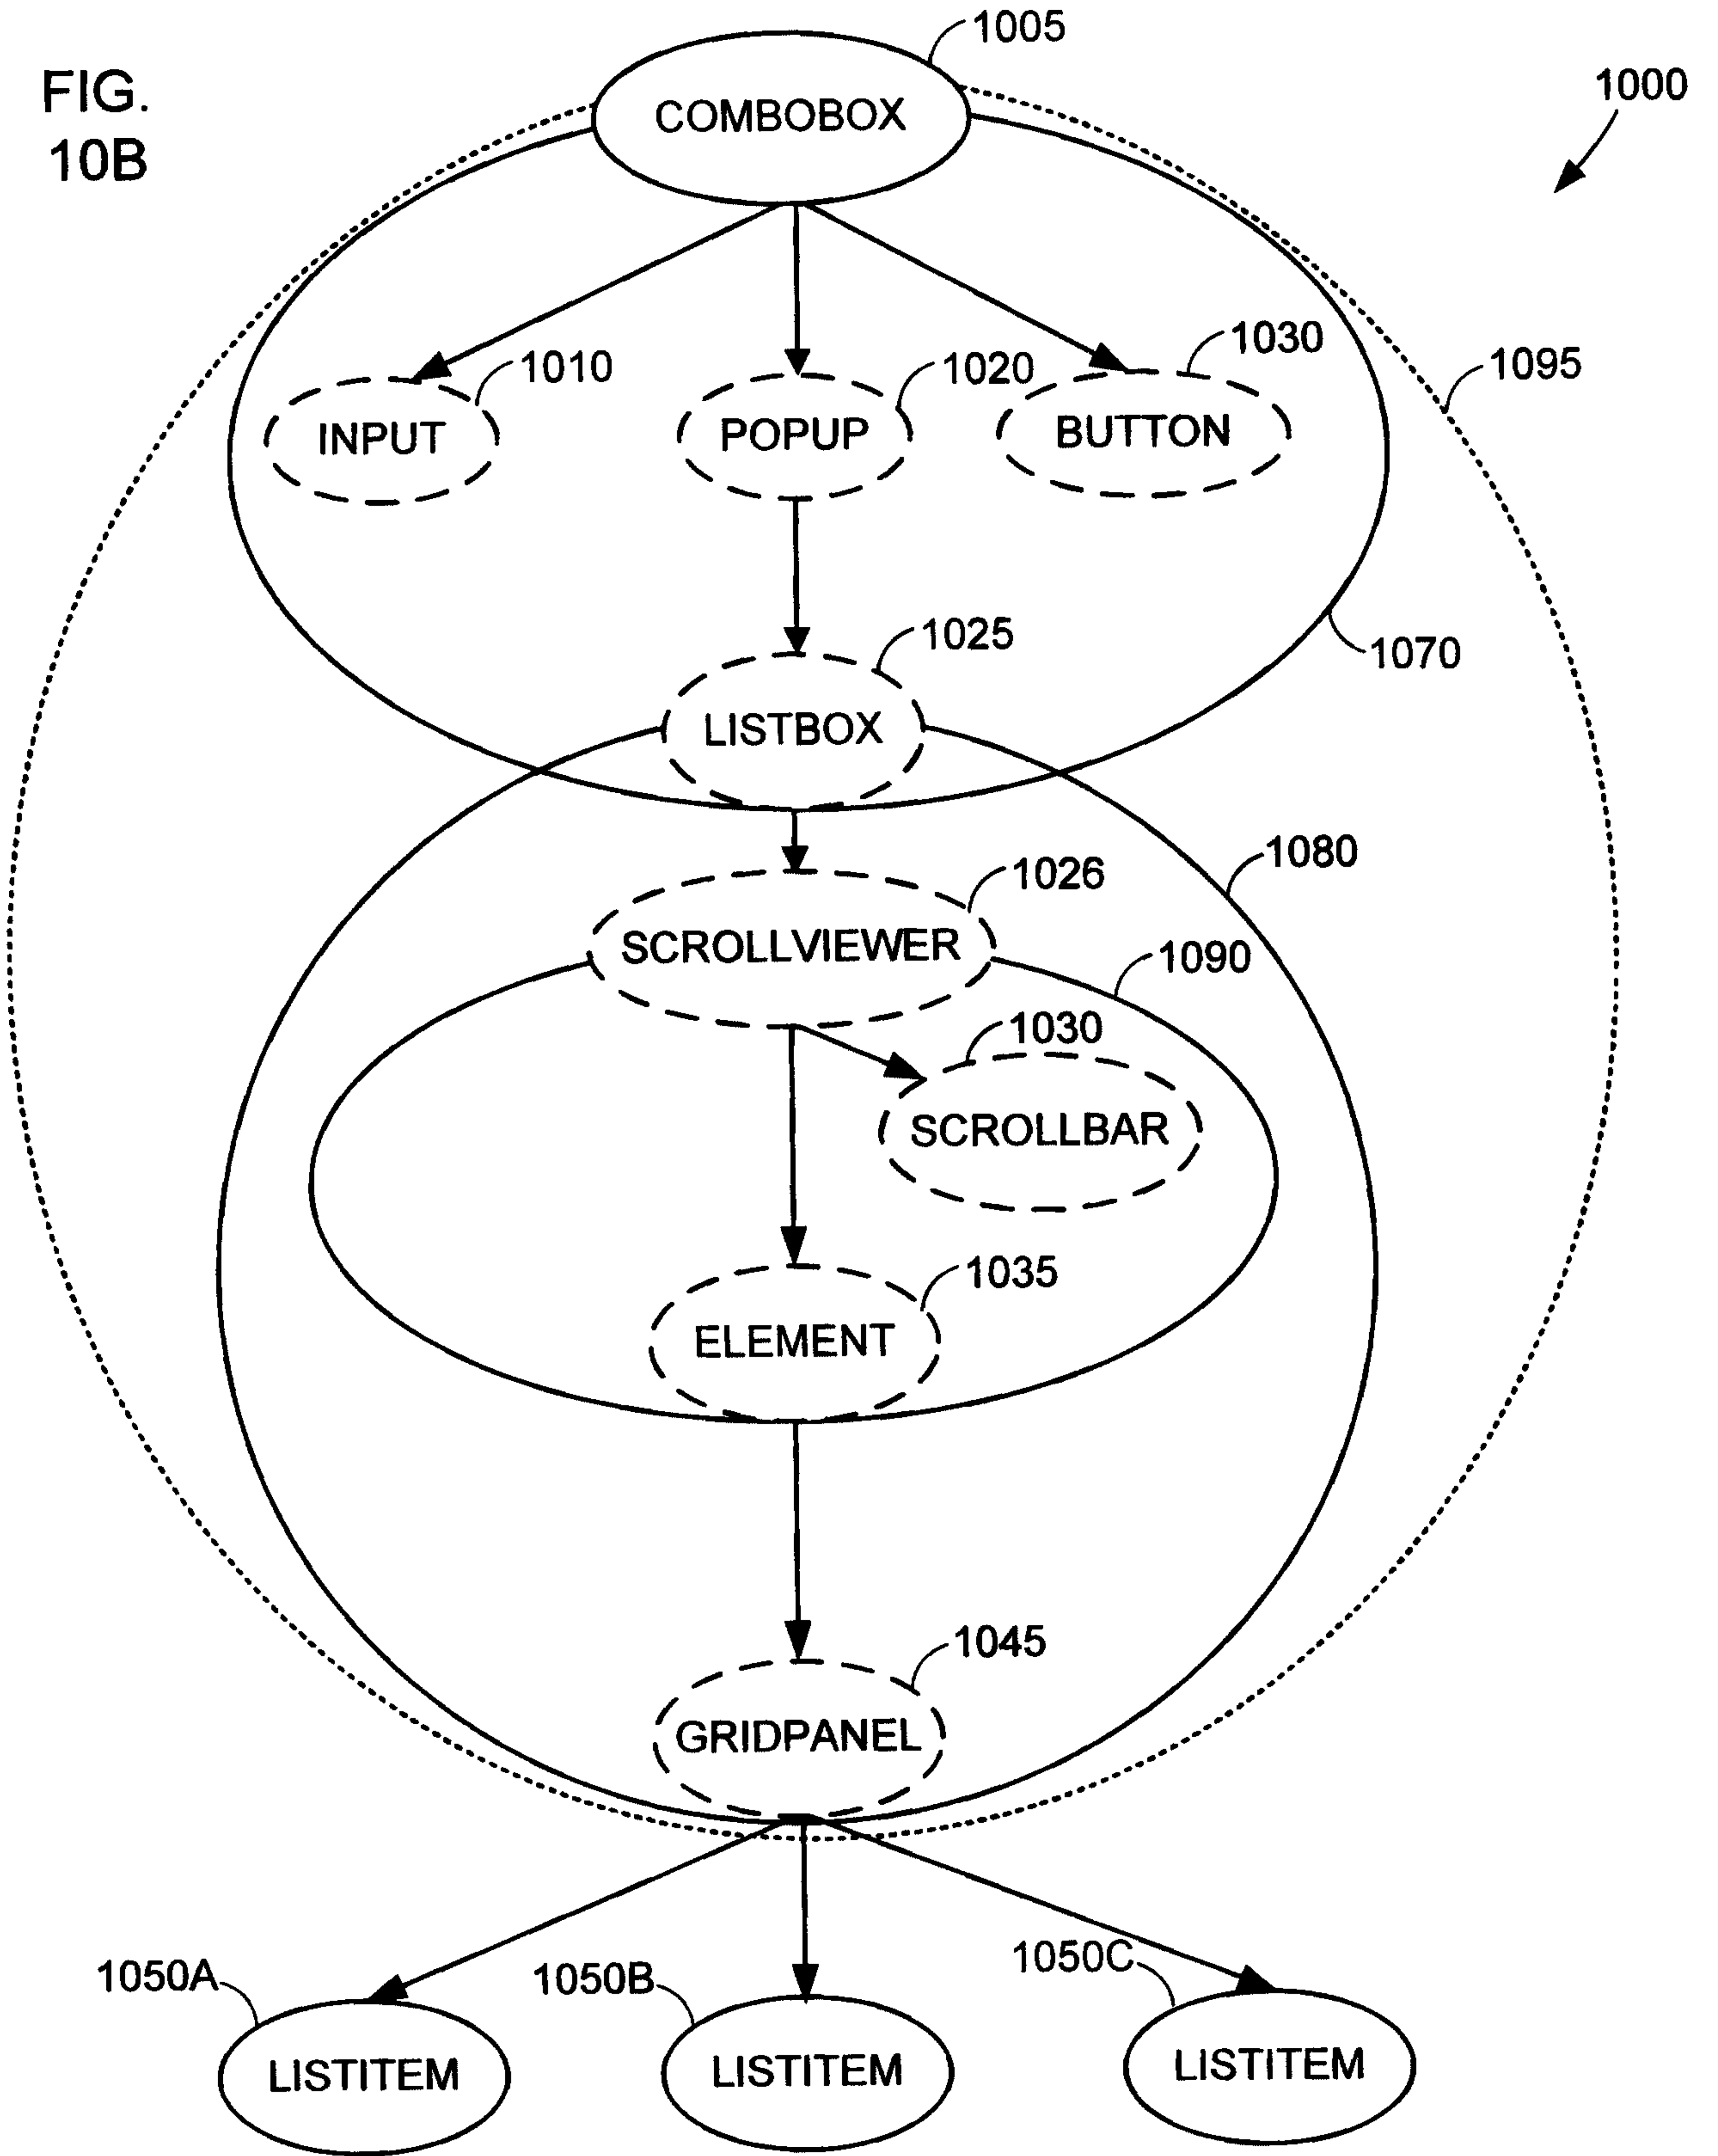 FIG.
10B
1005
1000
COMBOBOX
1010
1020
1030
1095
INPUT
POPUP
BUTTON
1025
1070
LISTBOX
1080
1026
SCROLLVIEWER
1090
1030
SCROLLBAR
1035
ELEMENT
1045
GRIDPANEL
1050A
1050B
1050C
LISTITEM
LISTITEM
LISTITEM